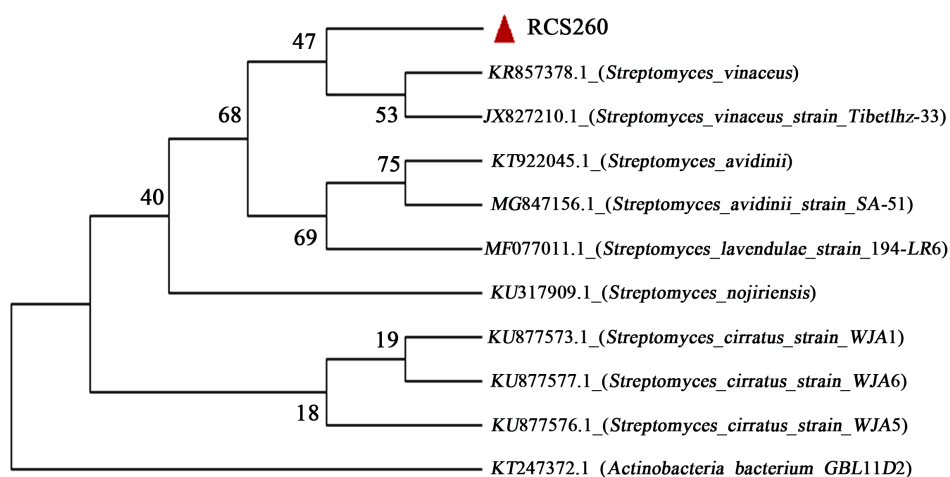 47
RCS260
KR857378.1_(Streptomyces_vinaceus)
53
JX827210.1_(Streptomyces_vinaceus_strain_Tibetlhz-33)
68
75
KT922045.1_(Streptomyces_avidinii)
MG847156.1_(Streptomyces_avidinii_strain_SA-51)
40
69
MF077011.1_(Streptomyces_lavendulae_strain_194-LR6)
KU317909.1_(Streptomyces_nojiriensis)
19
KU877573.1_(Streptomyces_cirratus_strain_WJA1)
KU877577.1_(Streptomyces_cirratus_strain_WJA6)
18
KU877576.1_(Streptomyces_cirratus_strain_WJA5)
KT247372.1 (Actinobacteria bacterium GBL11D2)